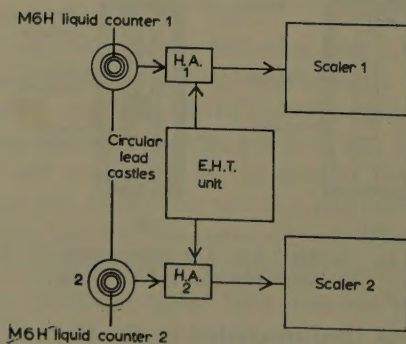 M6H liquid counter 1
H.A.
1
Scaler 1
Circular
lead
castles
E.H.T.
unit
2
H.A.
2
Scaler 2
M6H liquid counter 2